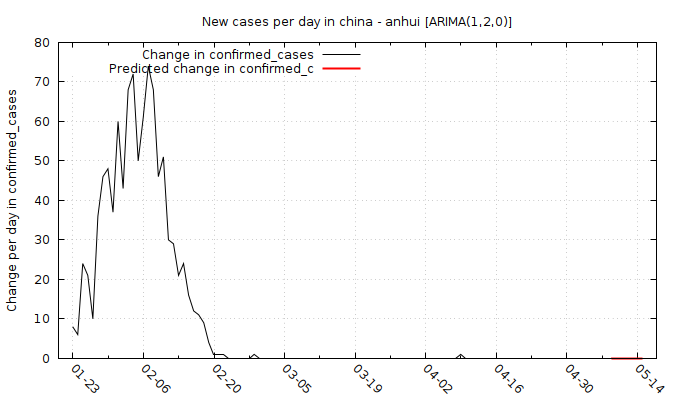 New cases per day in china - anhui [ARIMA(1,2,0)]
Change in confirmed_cases
Predicted change in confirmed_c
Change per day in confirmed_cases
80
70
60
50
40
30
20
10
0
01-23 02-06 02-20 03-05 03-19 04-02 04-16 04-30 05-14